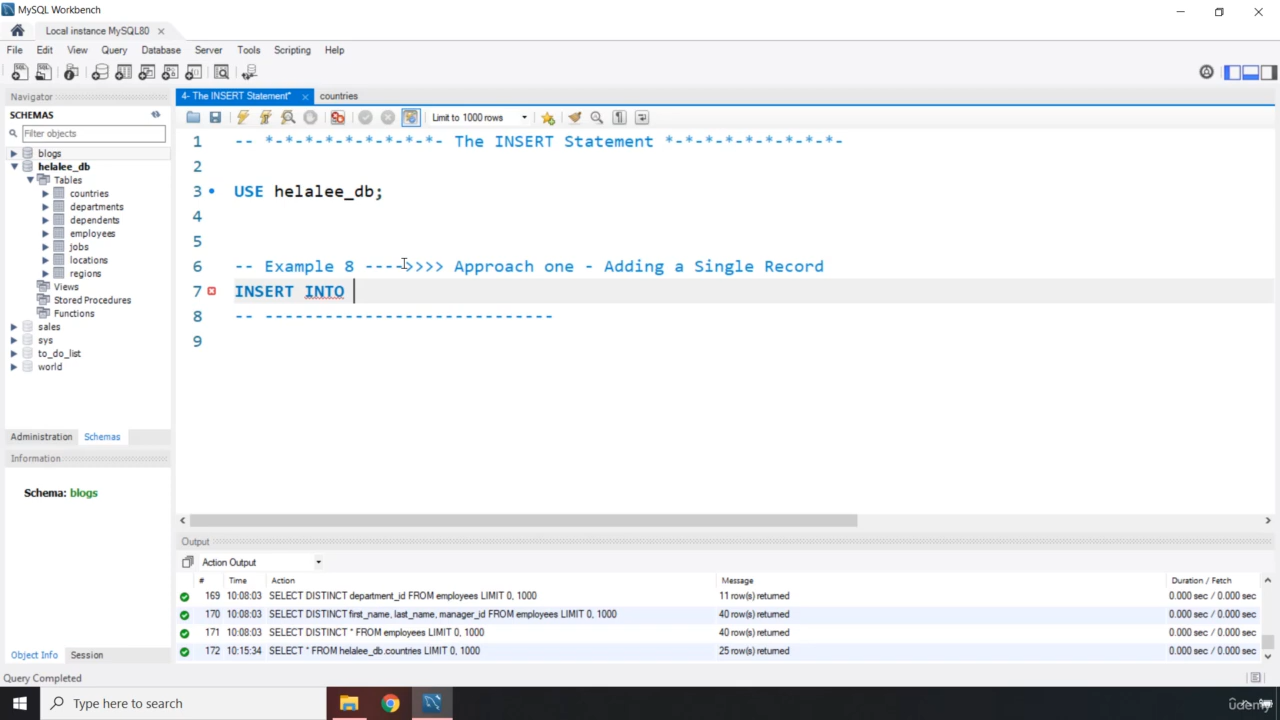 MySQL Workbench
Local instance MySQL80
File Edit View Query Database Server Tools Scripting Help
Navigator
SCHEMAS
Filter objects
blogs
helalee_db
Tables
countries
departments
dependents
employees
jobs
locations
regions
Views
Stored Procedures
Functions
sales
sys
to_do_list
world
Administration Schemas
Information
Schema: blogs
Object Info Session
Query Completed
4- The INSERT Statement* countries
Limit to 1000 rows
1 -- *-*-*-*-*-*-*-*-*- The INSERT Statement *-*-*-*-*-*-*-*-*-
2
3 USE helalee_db;
4
5
6 -- Example 8 ---->>>> Approach one - Adding a Single Record
7 INSERT INTO
8 -- -----------------------------
9
Output
Action Output
# Time Action Message Duration / Fetch
169 10:08:03 SELECT DISTINCT department_id FROM employees LIMIT 0, 1000 11 row(s) returned 0.000 sec / 0.000 sec
170 10:08:03 SELECT DISTINCT first_name, last_name, manager_id FROM employees LIMIT 0, 1000 40 row(s) returned 0.000 sec / 0.000 sec
171 10:08:03 SELECT DISTINCT * FROM employees LIMIT 0, 1000 40 row(s) returned 0.000 sec / 0.000 sec
172 10:15:34 SELECT * FROM helalee_db.countries LIMIT 0, 1000 25 row(s) returned 0.000 sec / 0.000 sec
Type here to search
udemy